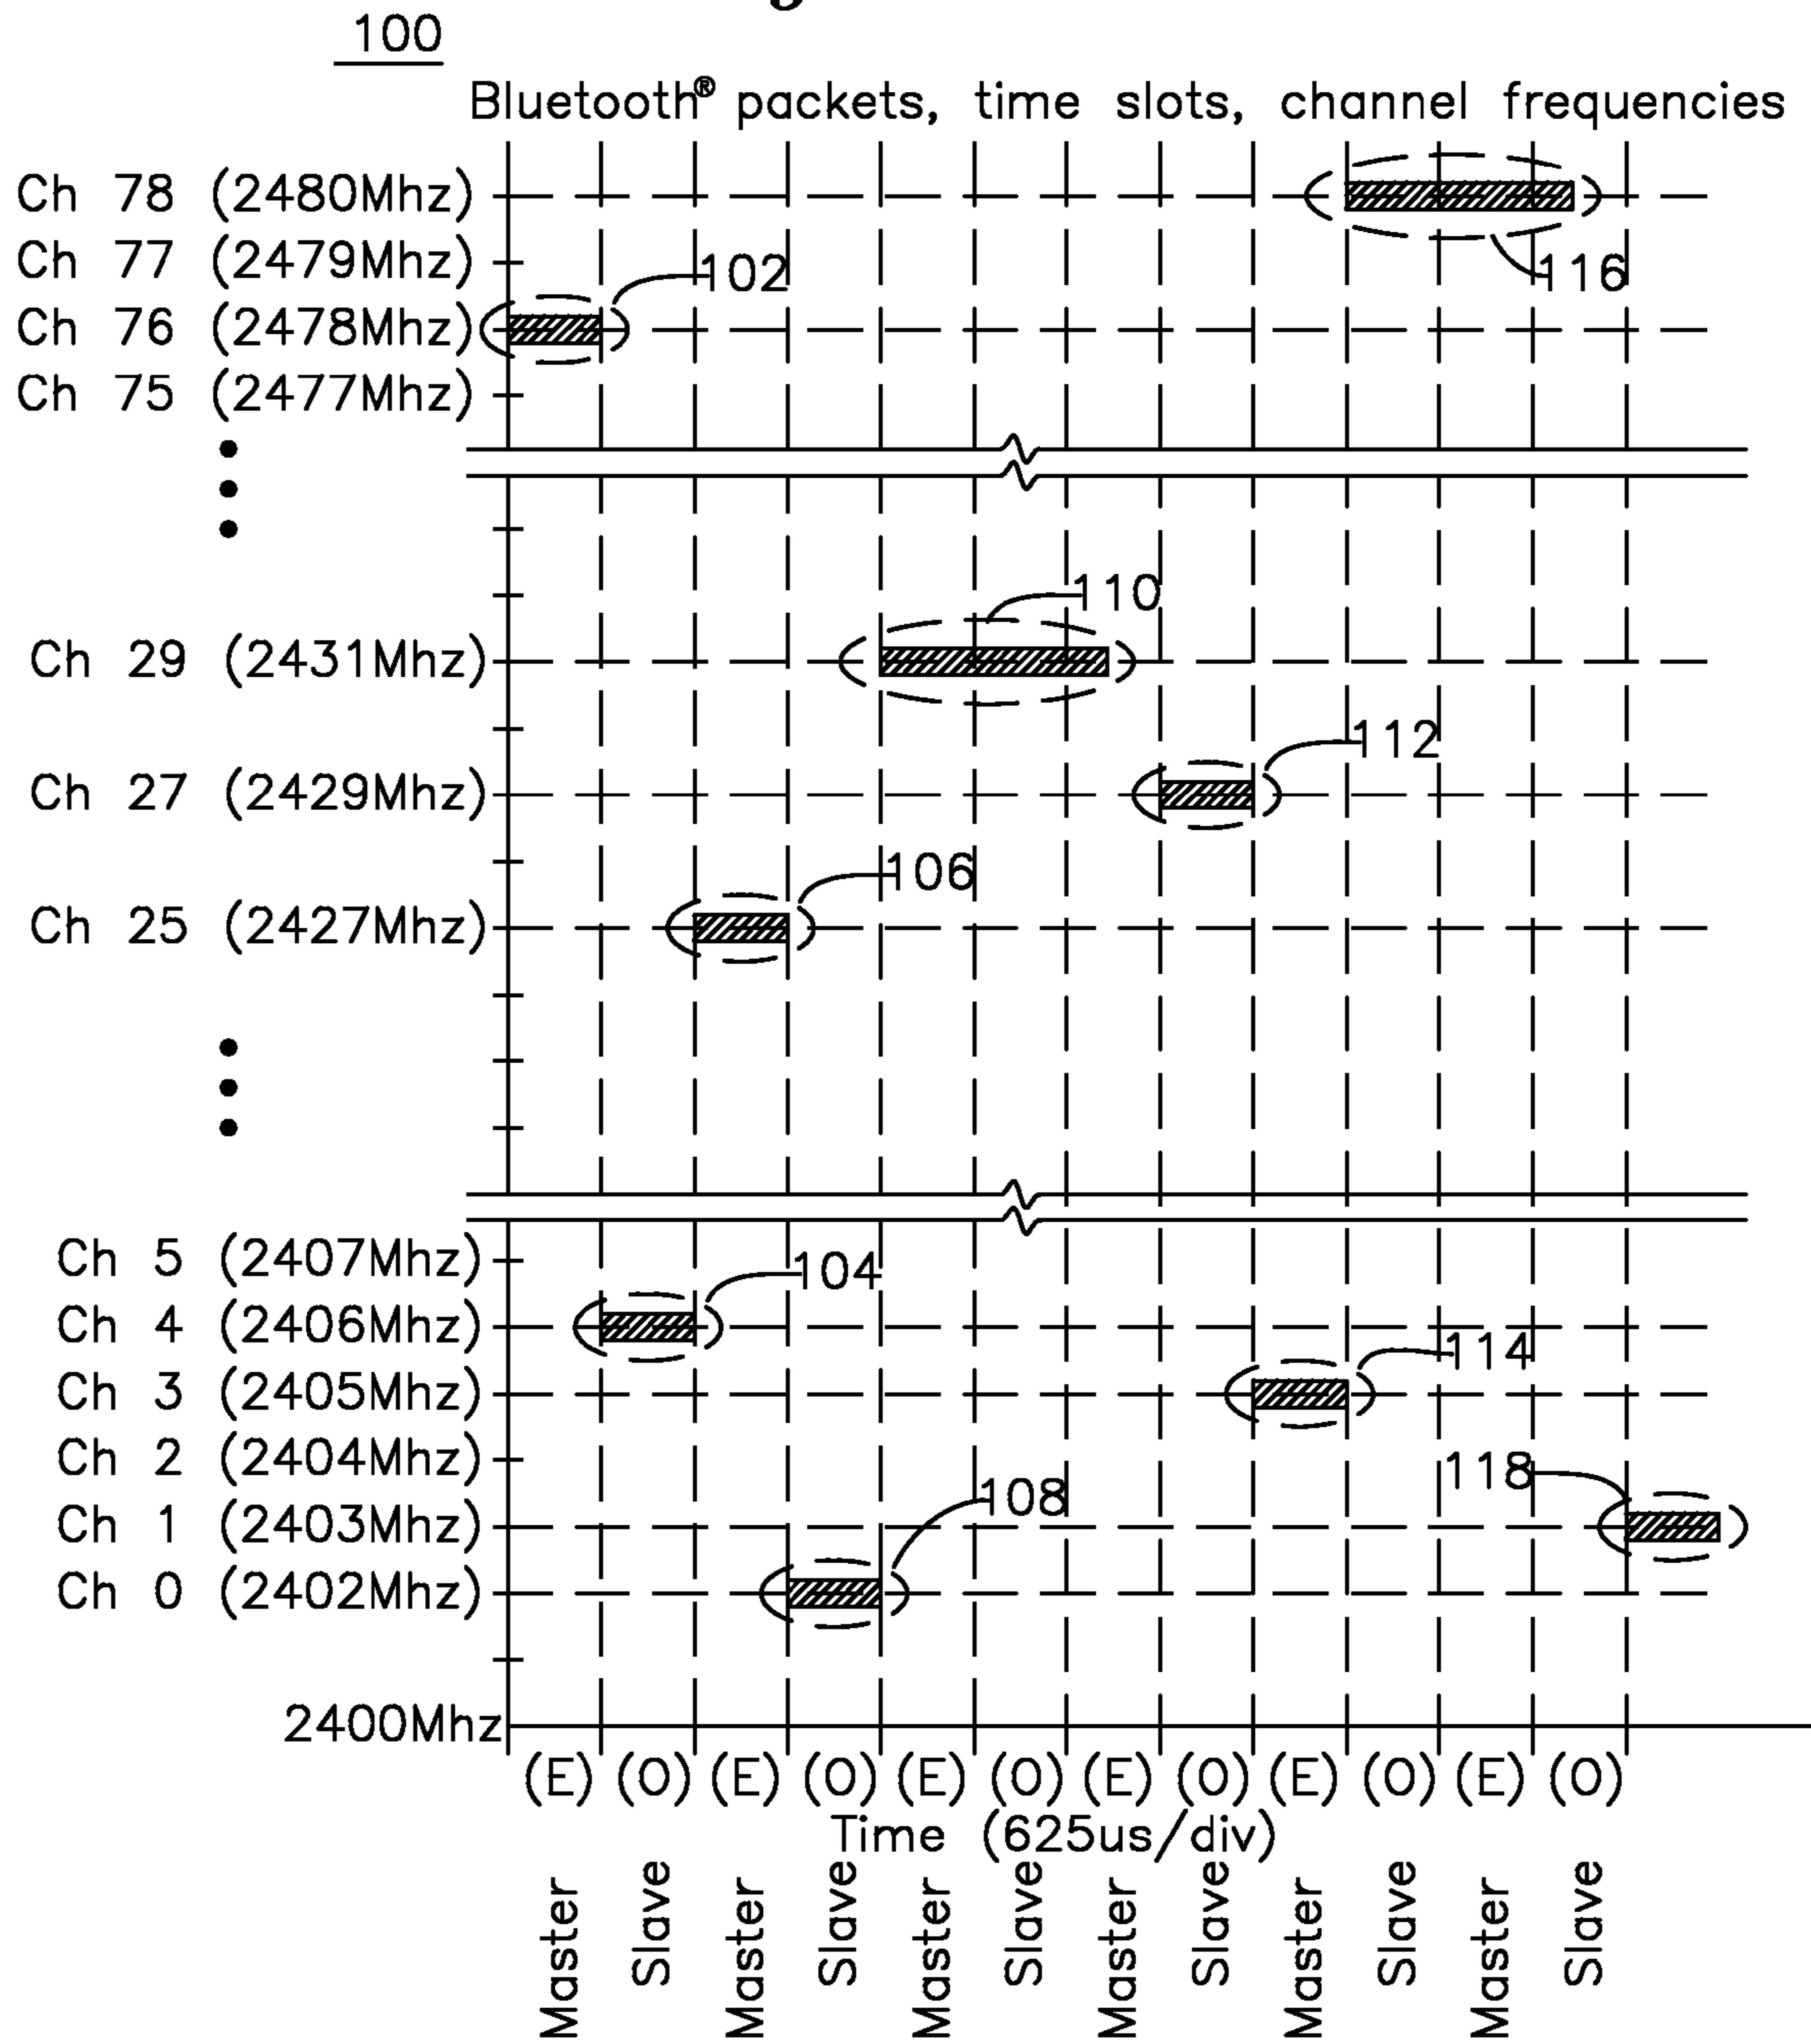 100
Bluetooth® packets, time slots, channel frequencies
Ch 78 (2480Mhz)
Ch 77 (2479Mhz)
102
116
Ch 76 (2478Mhz)
Ch 75 (2477Mhz)
110
Ch 29 (2431Mhz)
112
Ch 27 (2429Mhz)
106
Ch 25 (2427Mhz)
Ch 5 (2407Mhz)
104
Ch 4 (2406Mhz)
114
Ch 3 (2405Mhz)
Ch 2 (2404Mhz)
118
108
Ch 1 (2403Mhz)
Ch 0 (2402Mhz)
2400Mhz
(E) (O) (E) (O) (E) (O) (E) (O) (E) (O) (E) (O)
Time (625us/div)
Master
Slave
Master
Slave
Master
Slave
Master
Slave
Master
Slave
Master
Slave